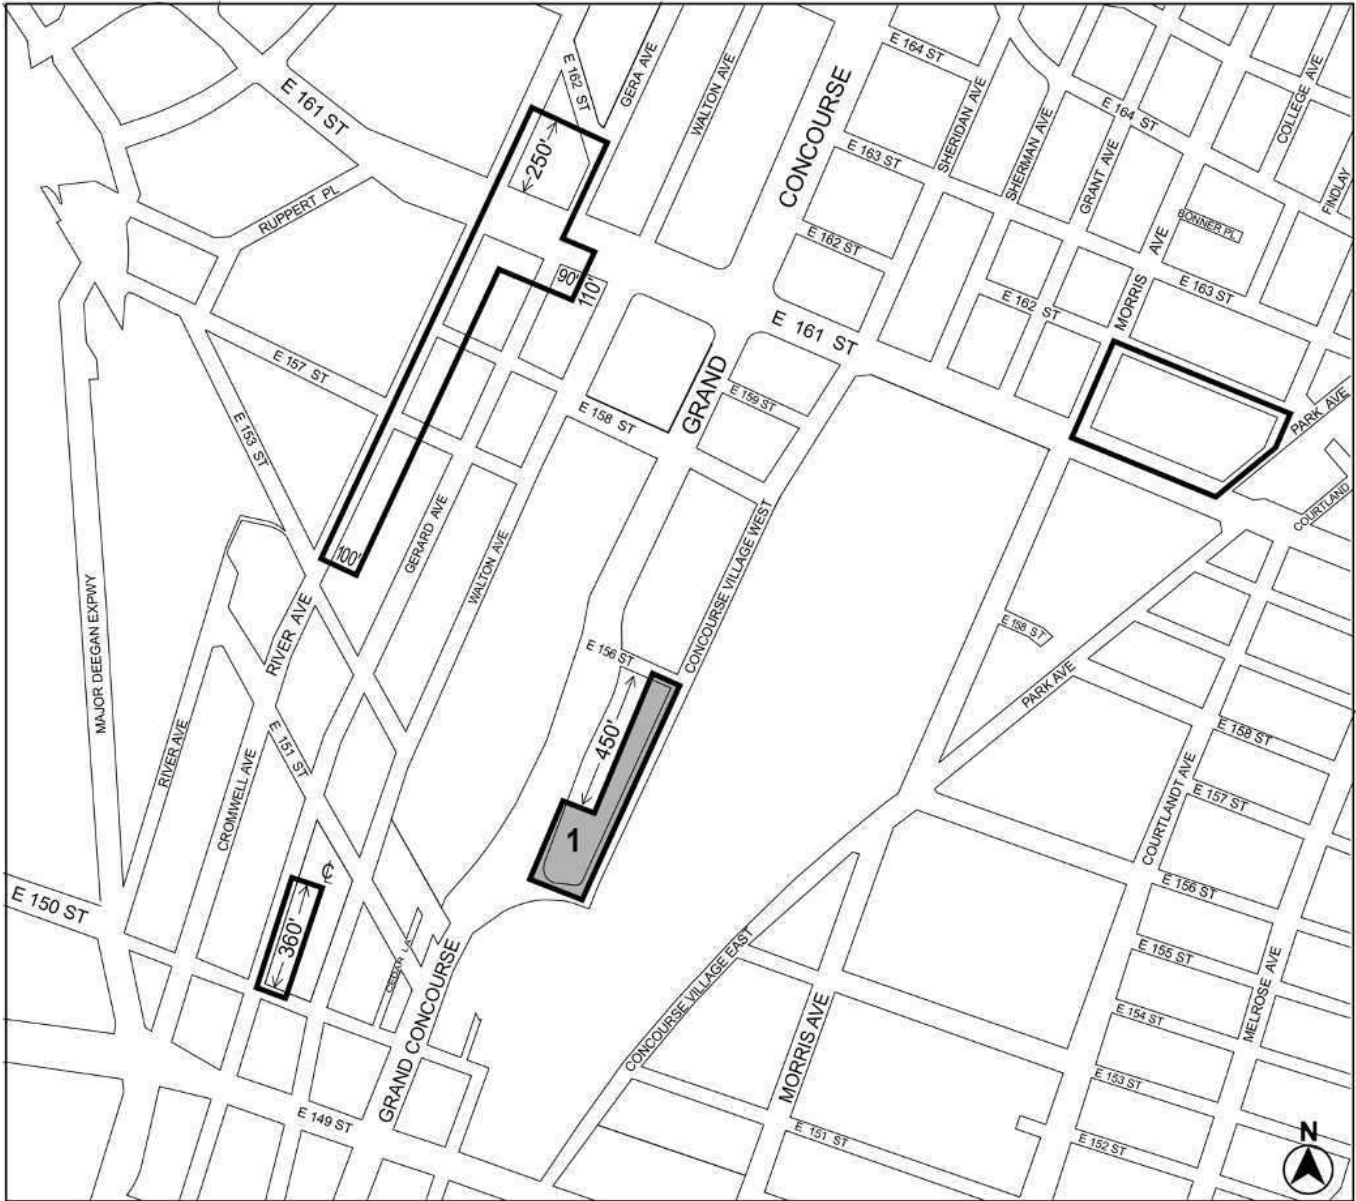 E 164 ST
E 162 ST
GERA AVE
WALTON AVE
CONCOURSE
SHERIDAN AVE
SHERMAN AVE
GRANT AVE
E 164 ST
COLLEGE AVE
E 161 ST
250'
E 163 ST
FINDLAY
RUPPERT PL
BONNER PL
MORRIS AVE
E 162 ST
E 163 ST
90'
110'
E 162 ST
E 161 ST
E 157 ST
GRAND
E 159 ST
E 158 ST
PARK AVE
E 153 ST
COURTLAND
GERARD AVE
WALTON AVE
CONCOURSE VILLAGE WEST
100'
MAJOR DEEGAN EXPWY
RIVER AVE
E 158 ST
E 156 ST
PARK AVE
450'
E 158 ST
RIVER AVE
E 151 ST
CROMWELL AVE
COURTLANDT AVE
E 157 ST
1
℄
E 156 ST
E 150 ST
360'
CEDAR LA
GRAND CONCOURSE
CONCOURSE VILLAGE EAST
E 155 ST
MELROSE AVE
MORRIS AVE
E 154 ST
E 153 ST
E 149 ST
E 151 ST
E 152 ST
N